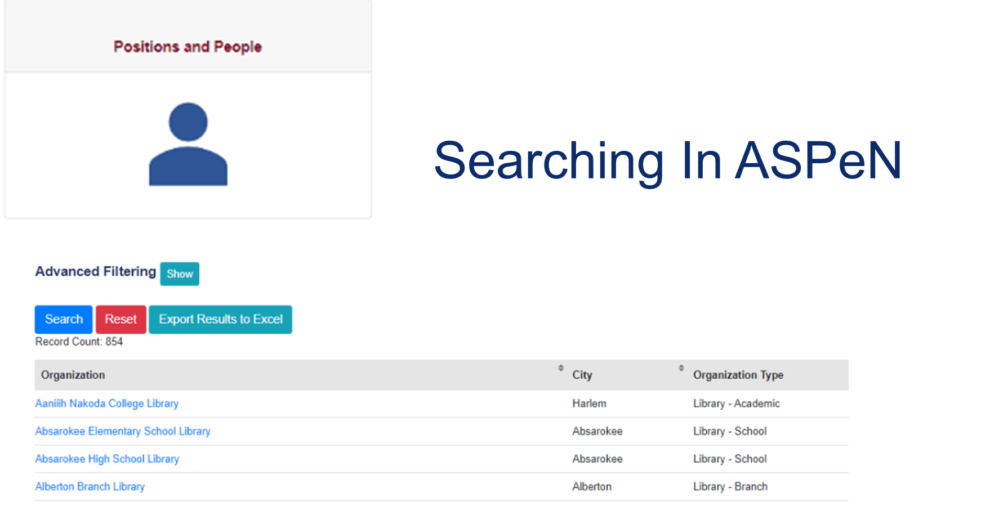 Positions and People
Searching In ASPeN
Advanced Filtering Show
Search Reset Export Results to Excel
Record Count: 854
Organization City Organization Type
Aaniiih Nakoda College Library Harlem Library - Academic
Absarokee Elementary School Library Absarokee Library - School
Absarokee High School Library Absarokee Library - School
Alberton Branch Library Alberton Library - Branch